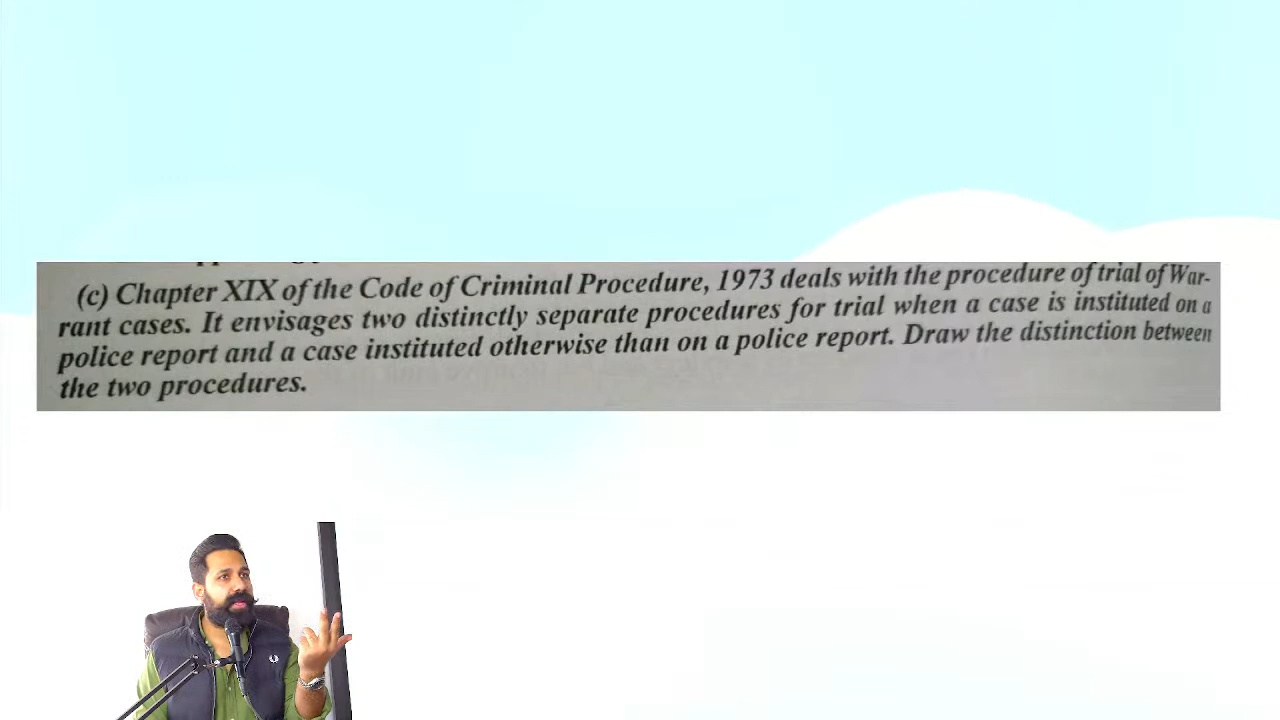 (c) Chapter XIX of the Code of Criminal Procedure, 1973 deals with the procedure of trial of War-
rant cases. It envisages two distinctly separate procedures for trial when a case is instituted on a
police report and a case instituted otherwise than on a police report. Draw the distinction between
the two procedures.